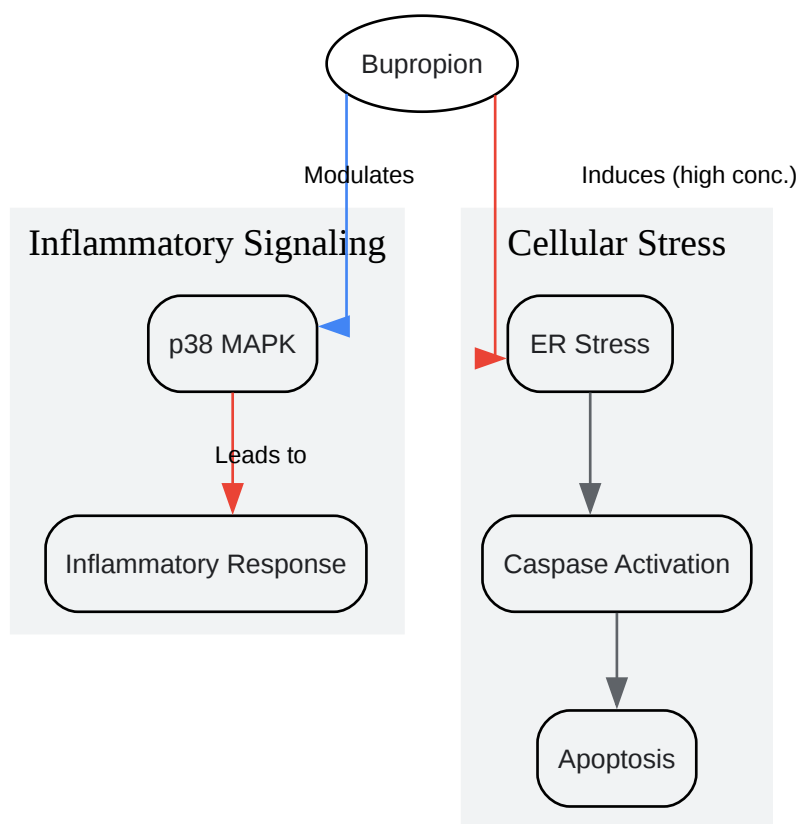 Bupropion
Modulates
Induces (high conc.)
Inflammatory Signaling
Cellular Stress
p38 MAPK
ER Stress
Leads to
Inflammatory Response
Caspase Activation
Apoptosis